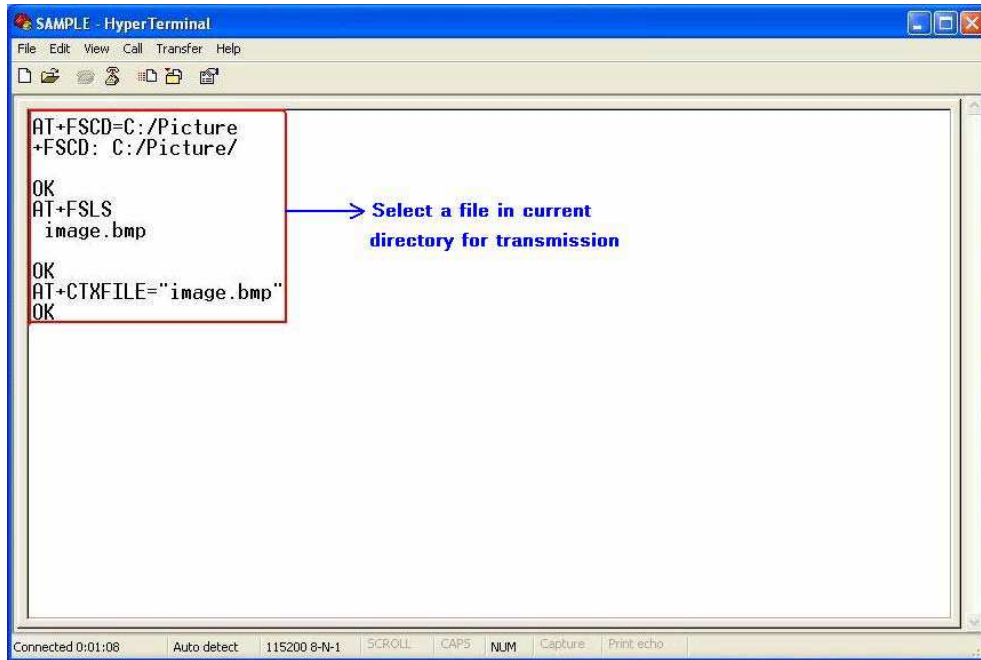 SAMPLE - HyperTerminal
File Edit View Call Transfer Help
AT+FSCD=C:/Picture
+FSCD: C:/Picture/
OK
AT+FSLS
image.bmp
OK
AT+CTXFILE="image.bmp"
OK
Select a file in current
directory for transmission
Connected 0:01:08 Auto detect 115200 8-N-1 SCROLL CAPS NUM Capture Print echo